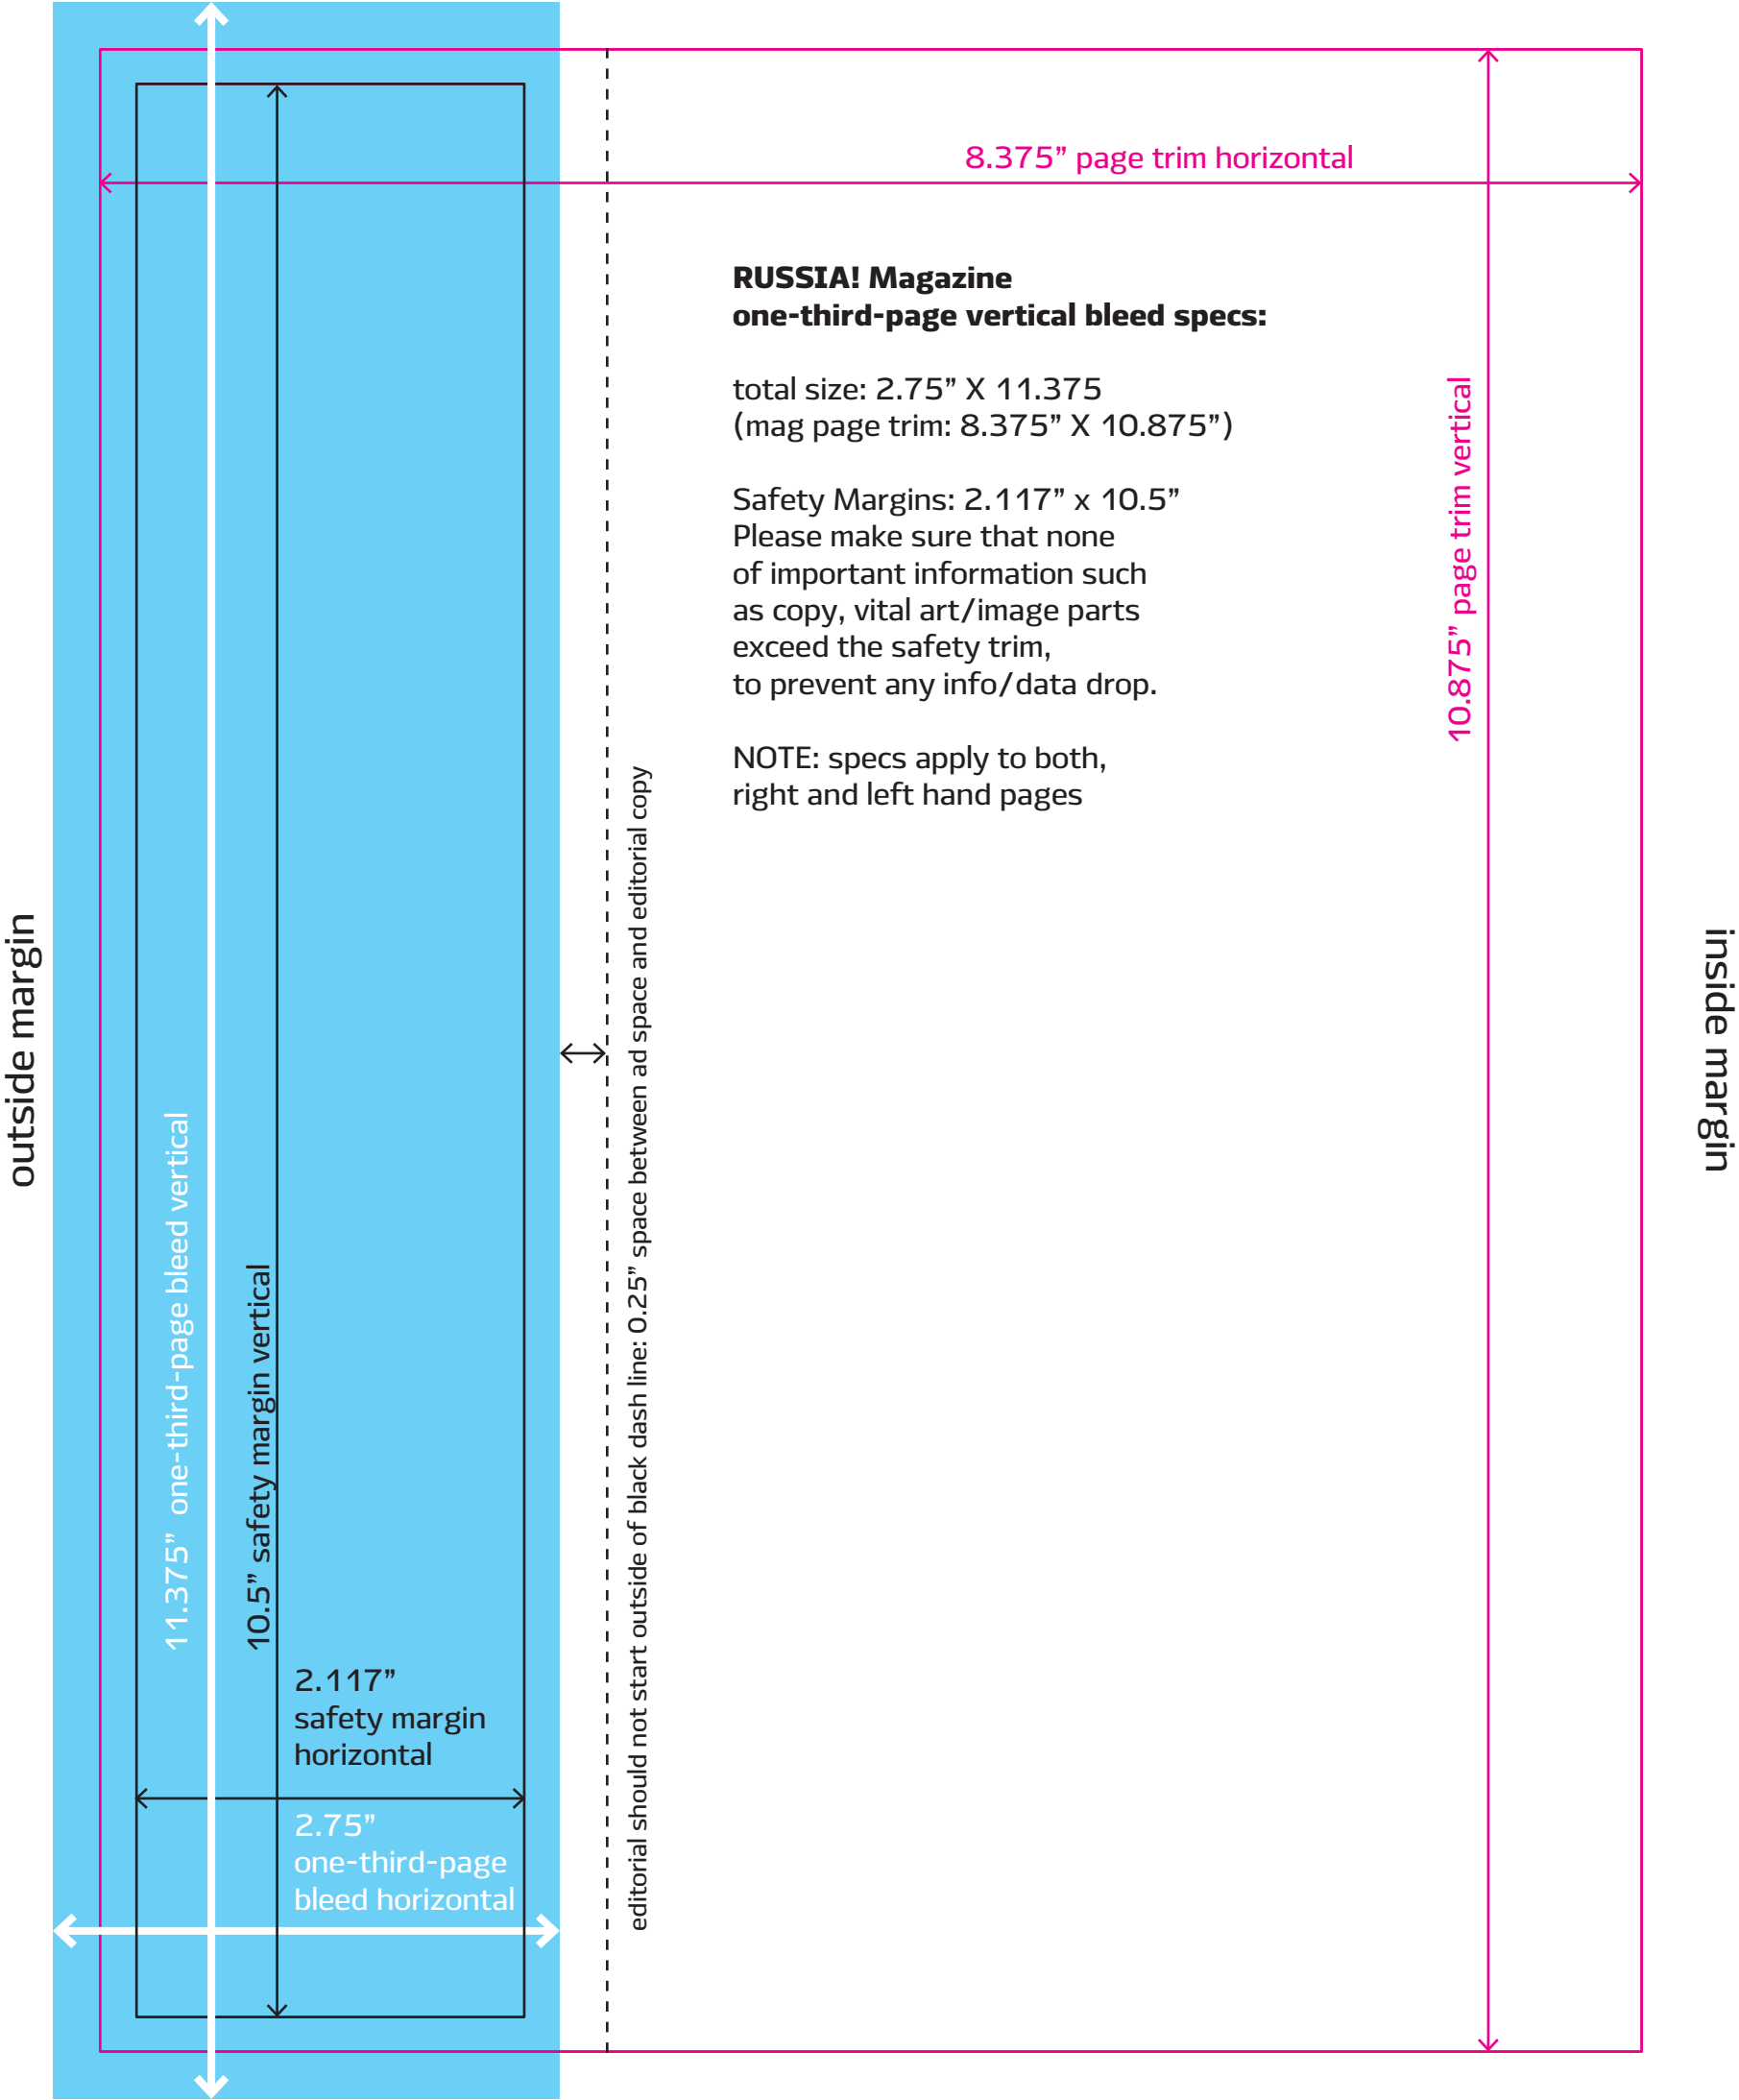 8.375” page trim horizontal
RUSSIA! Magazine
one-third-page vertical bleed specs:
total size: 2.75” X 11.375
(mag page trim: 8.375” X 10.875”)
Safety Margins: 2.117” x 10.5”
Please make sure that none
of important information such
as copy, vital art/image parts
exceed the safety trim,
to prevent any info/data drop.
NOTE: specs apply to both,
right and left hand pages
10.875” page trim vertical
outside margin
inside margin
editorial should not start outside of black dash line: 0.25” space between ad space and editorial copy
11.375” one-third-page bleed vertical
10.5” safety margin vertical
2.117”
safety margin
horizontal
2.75”
one-third-page
bleed horizontal